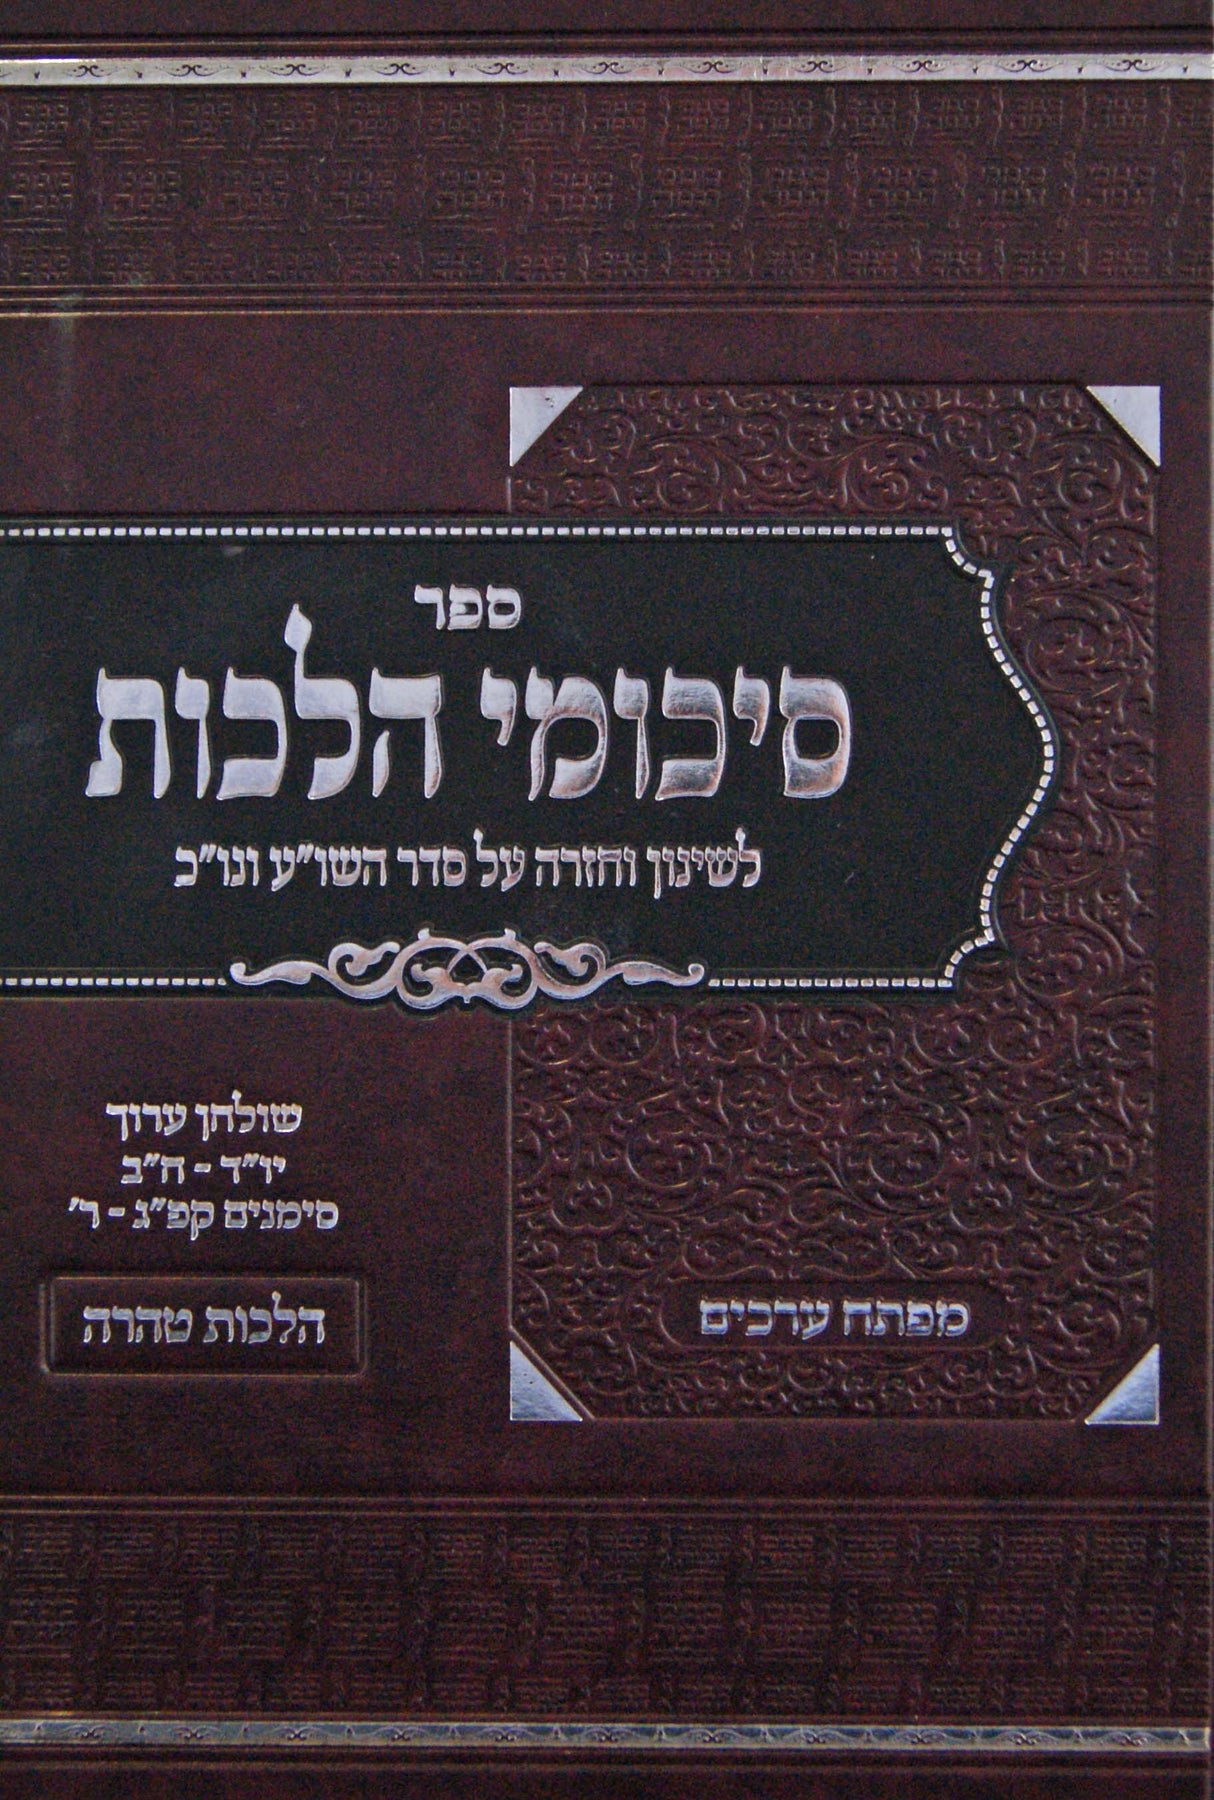 ספר
סיכומי הלכות
לשינון וחזרה על סדר השו"ע ונו"כ
שולחן ערוך
יו"ד - ח"ב
סימנים קפ"ג - ר'
הלכות טהרה
מפתח ערכים